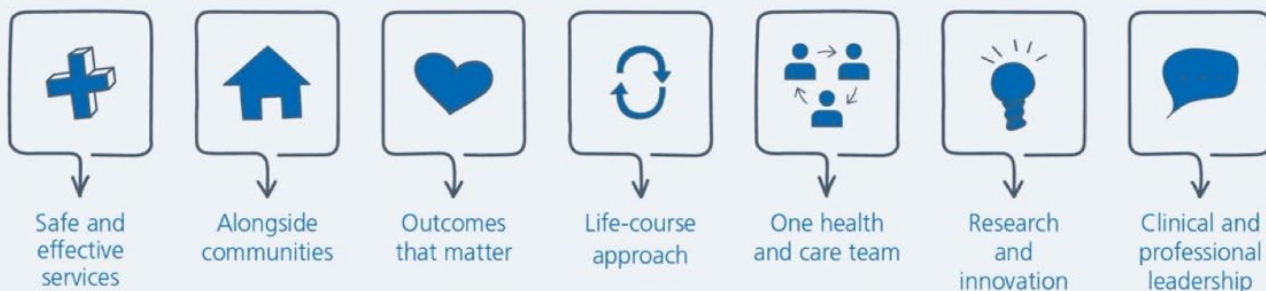 Safe and
effective
services
Alongside
communities
Outcomes
that matter
Life-course
approach
One health
and care team
Research
and
innovation
Clinical and
professional
leadership